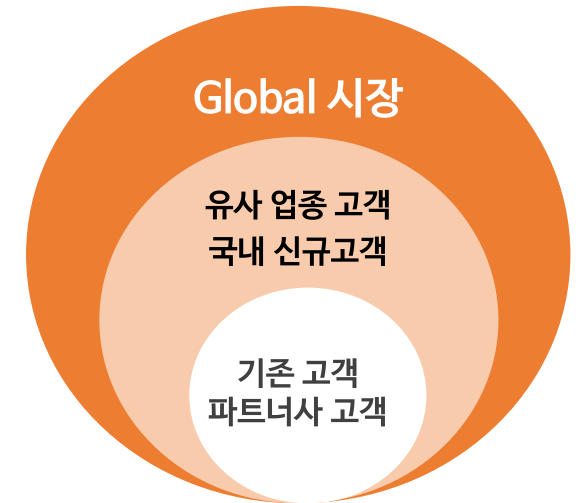 Global 시장
유사 업종 고객
국내 신규고객
기존 고객
파트너사 고객